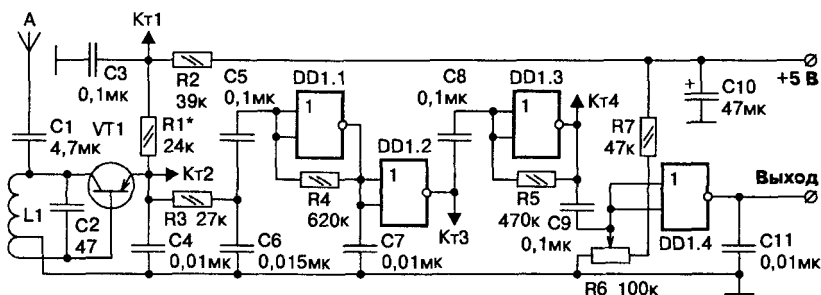 А
Кт1
C3
0,1мк
R2
39к
C5
0,1мк
DD1.1
1
C8
0,1мк
DD1.3
1
Кт4
+
C10
47мк
+5 В
C1
4,7мк
VT1
R1*
24к
Кт2
R7
47к
DD1.2
1
R4
620к
R5
470к
1
DD1.4
Выход
L1
C2
47
R3 27к
C4
0,01мк
C6
0,015мк
C7
0,01мк
Кт3
C9
0,1мк
R6 100к
C11
0,01мк